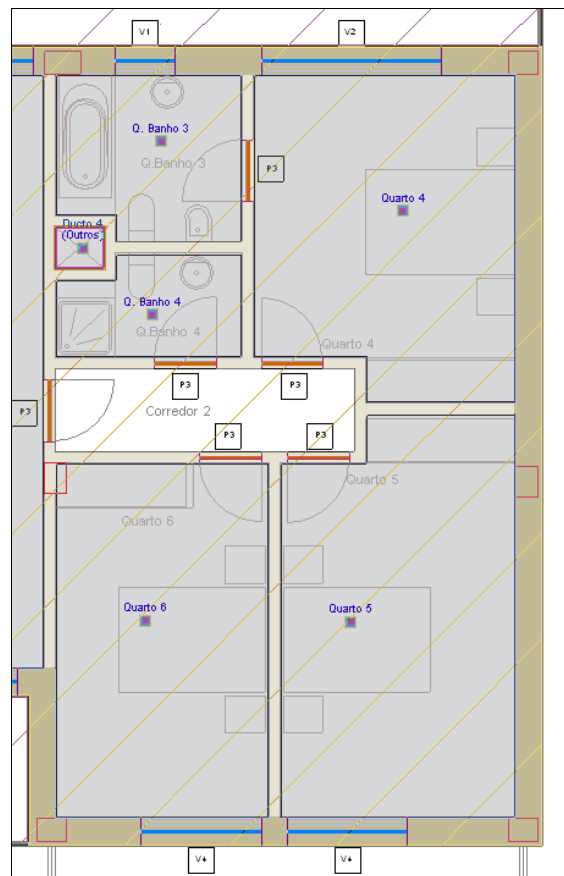 V1
V2
Q. Banho 3
Q.Banho 3
P3
Quarto 4
Ducto 4
(Outros)
Q. Banho 4
Q.Banho 4
Quarto 4
P3
P3
P3
Corredor 2
P3
P3
Quarto 5
Quarto 6
Quarto 6
Quarto 5
V4
V4